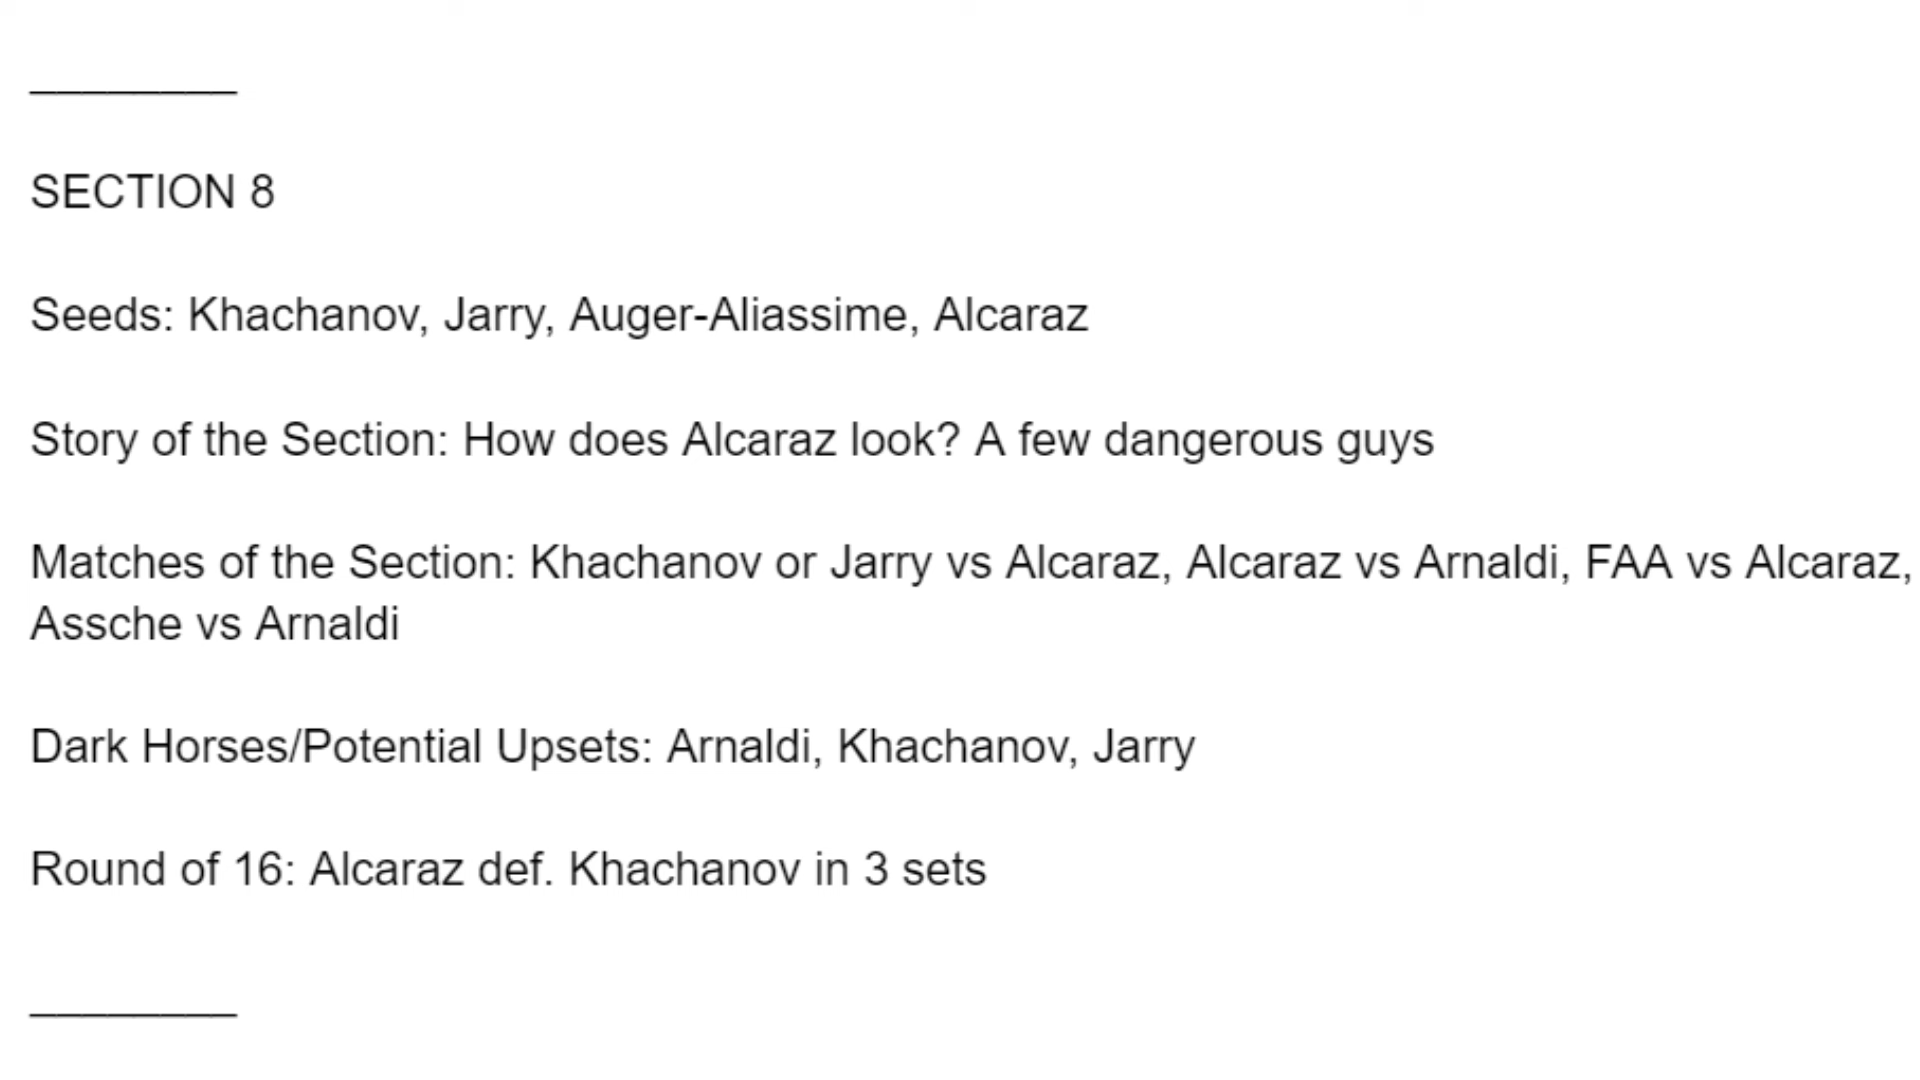 SECTION 8
Seeds: Khachanov, Jarry, Auger-Aliassime, Alcaraz
Story of the Section: How does Alcaraz look? A few dangerous guys
Matches of the Section: Khachanov or Jarry vs Alcaraz, Alcaraz vs Arnaldi, FAA vs Alcaraz,
Assche vs Arnaldi
Dark Horses/Potential Upsets: Arnaldi, Khachanov, Jarry
Round of 16: Alcaraz def. Khachanov in 3 sets